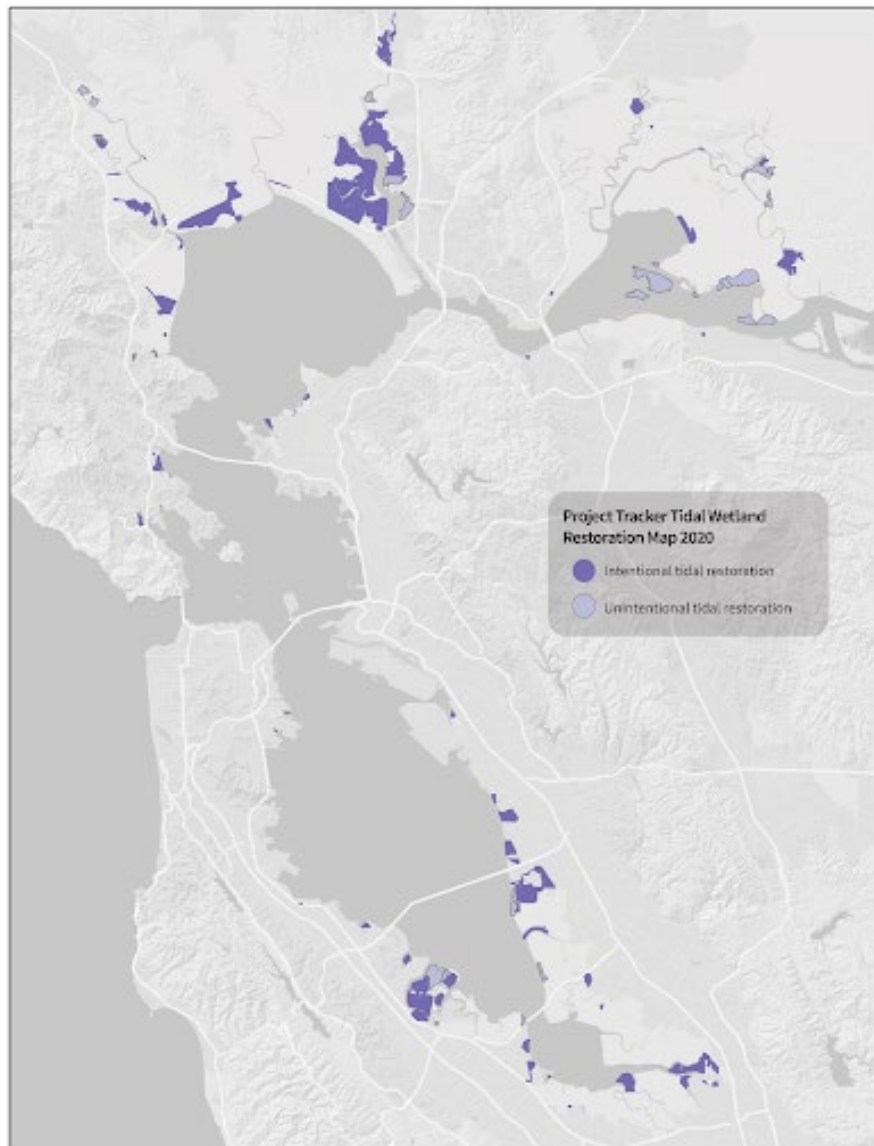 Project Tracker Tidal Wetland
Restoration Map 2020
Intentional tidal restoration
Unintentional tidal restoration